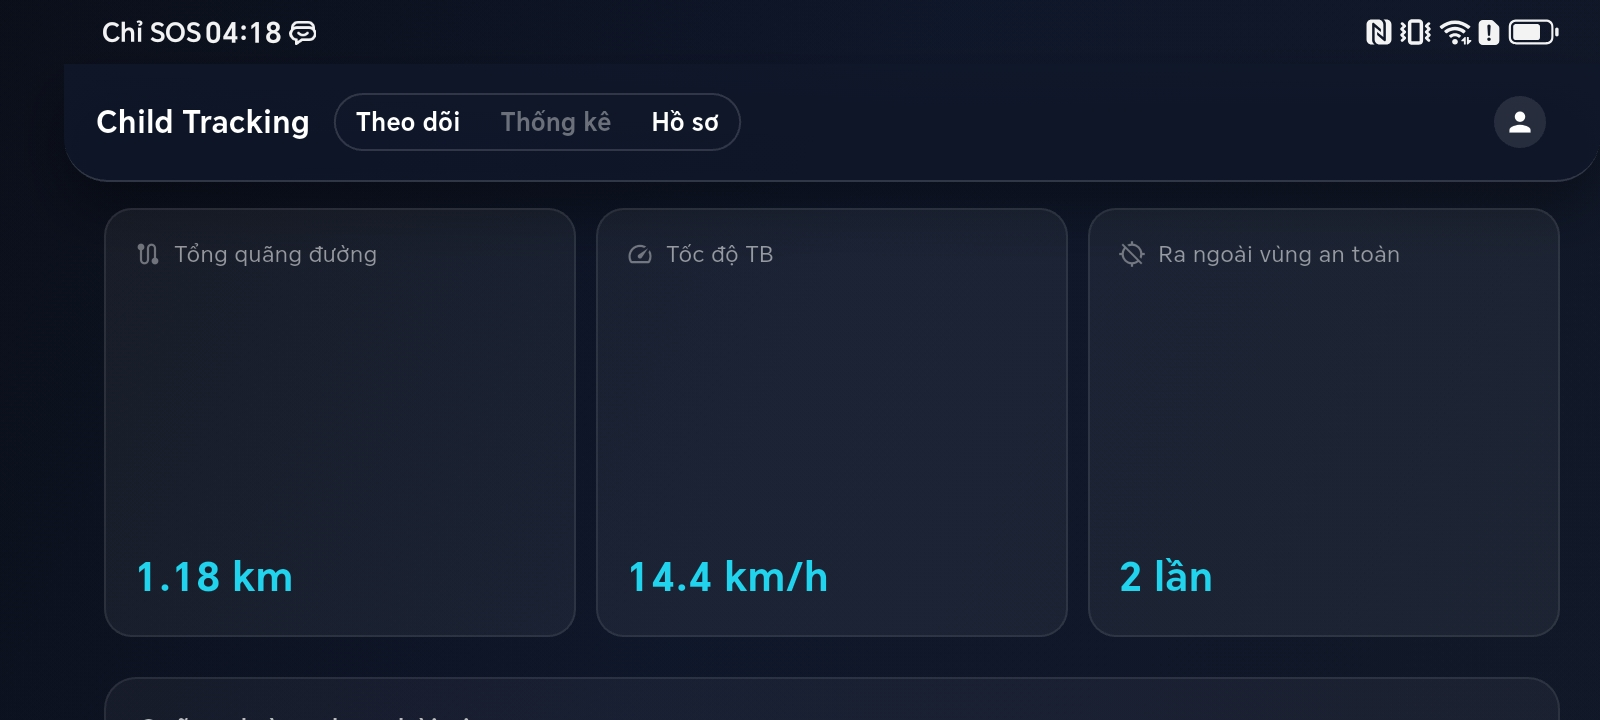 Chỉ SOS 04:18
Child Tracking Theo dõi Thống kê Hồ sơ
Tổng quãng đường
Tốc độ TB
Ra ngoài vùng an toàn
1.18 km
14.4 km/h
2 lần